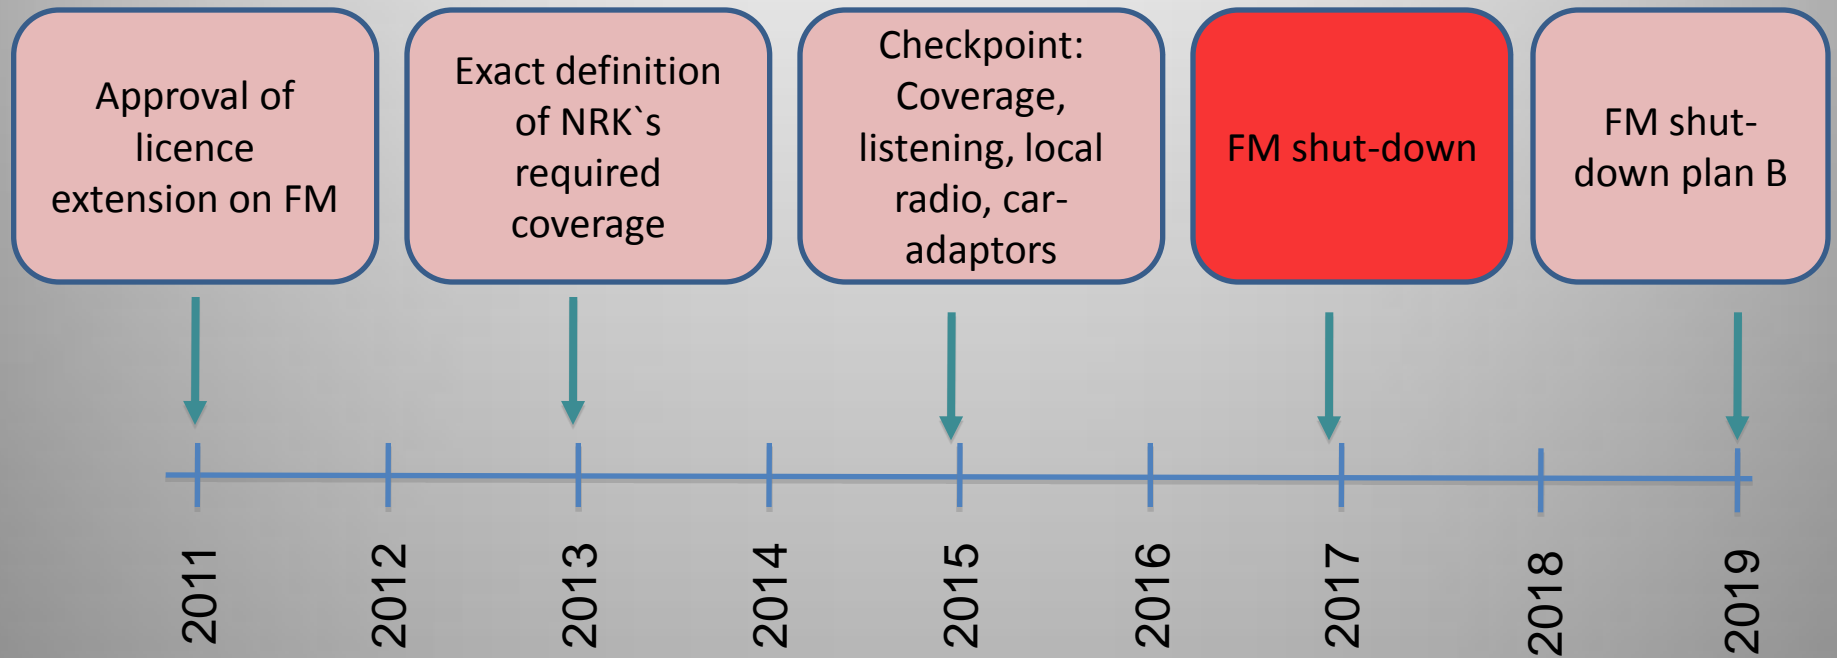 Approval of
licence
extension on FM
Exact definition
of NRK`s
required
coverage
Checkpoint:
Coverage,
listening, local
radio, car-
adaptors
FM shut-down
FM shut-
down plan B
2011
2012
2013
2014
2015
2016
2017
2018
2019